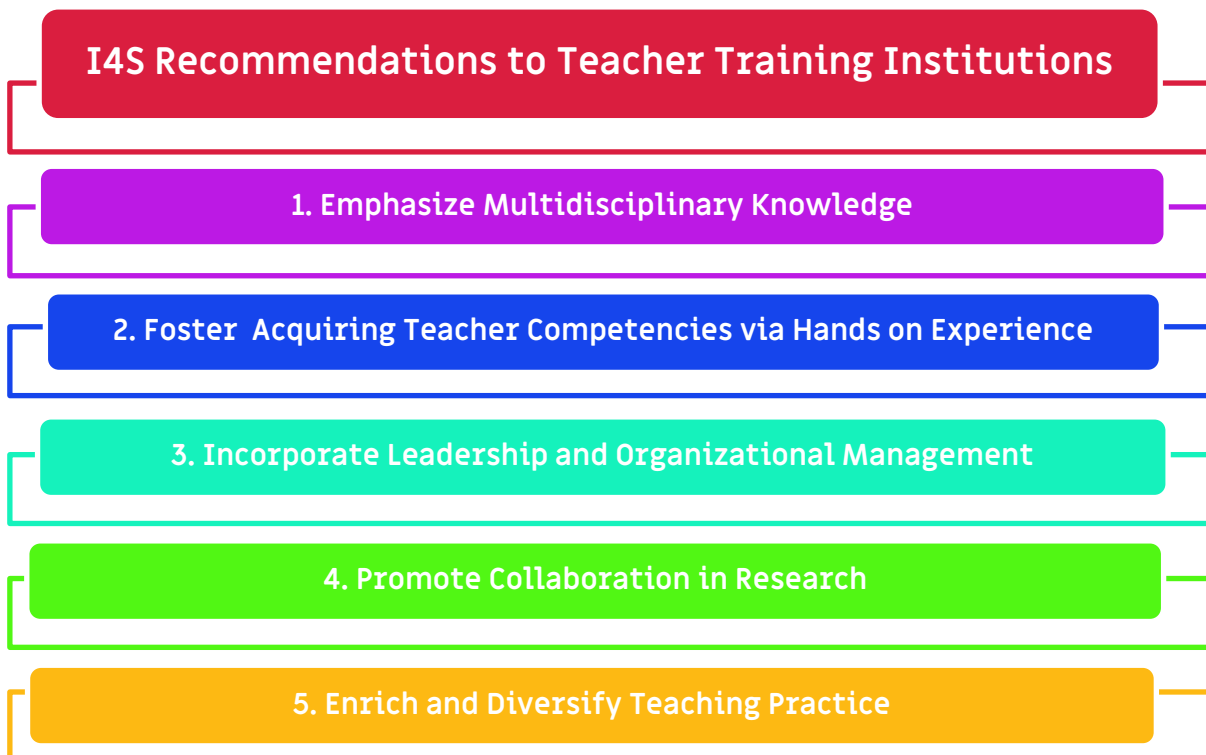 I4S Recommendations to Teacher Training Institutions
1. Emphasize Multidisciplinary Knowledge
2. Foster  Acquiring Teacher Competencies via Hands on Experience
3. Incorporate Leadership and Organizational Management
4. Promote Collaboration in Research
5. Enrich and Diversify Teaching Practice